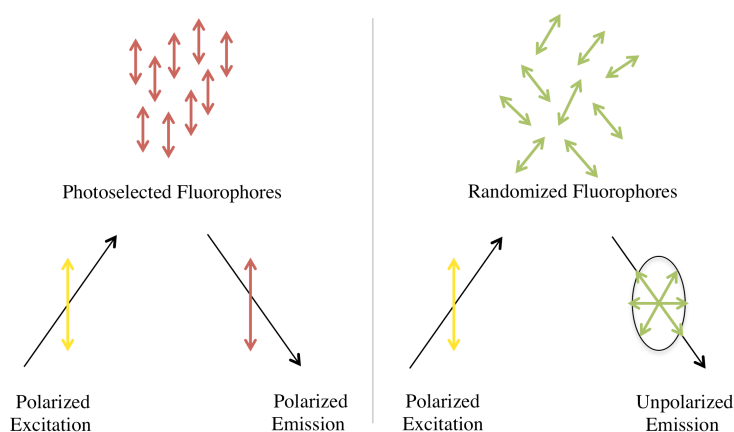 Photoselected Fluorophores
Randomized Fluorophores
Polarized
Excitation
Polarized
Emission
Polarized
Excitation
Unpolarized
Emission